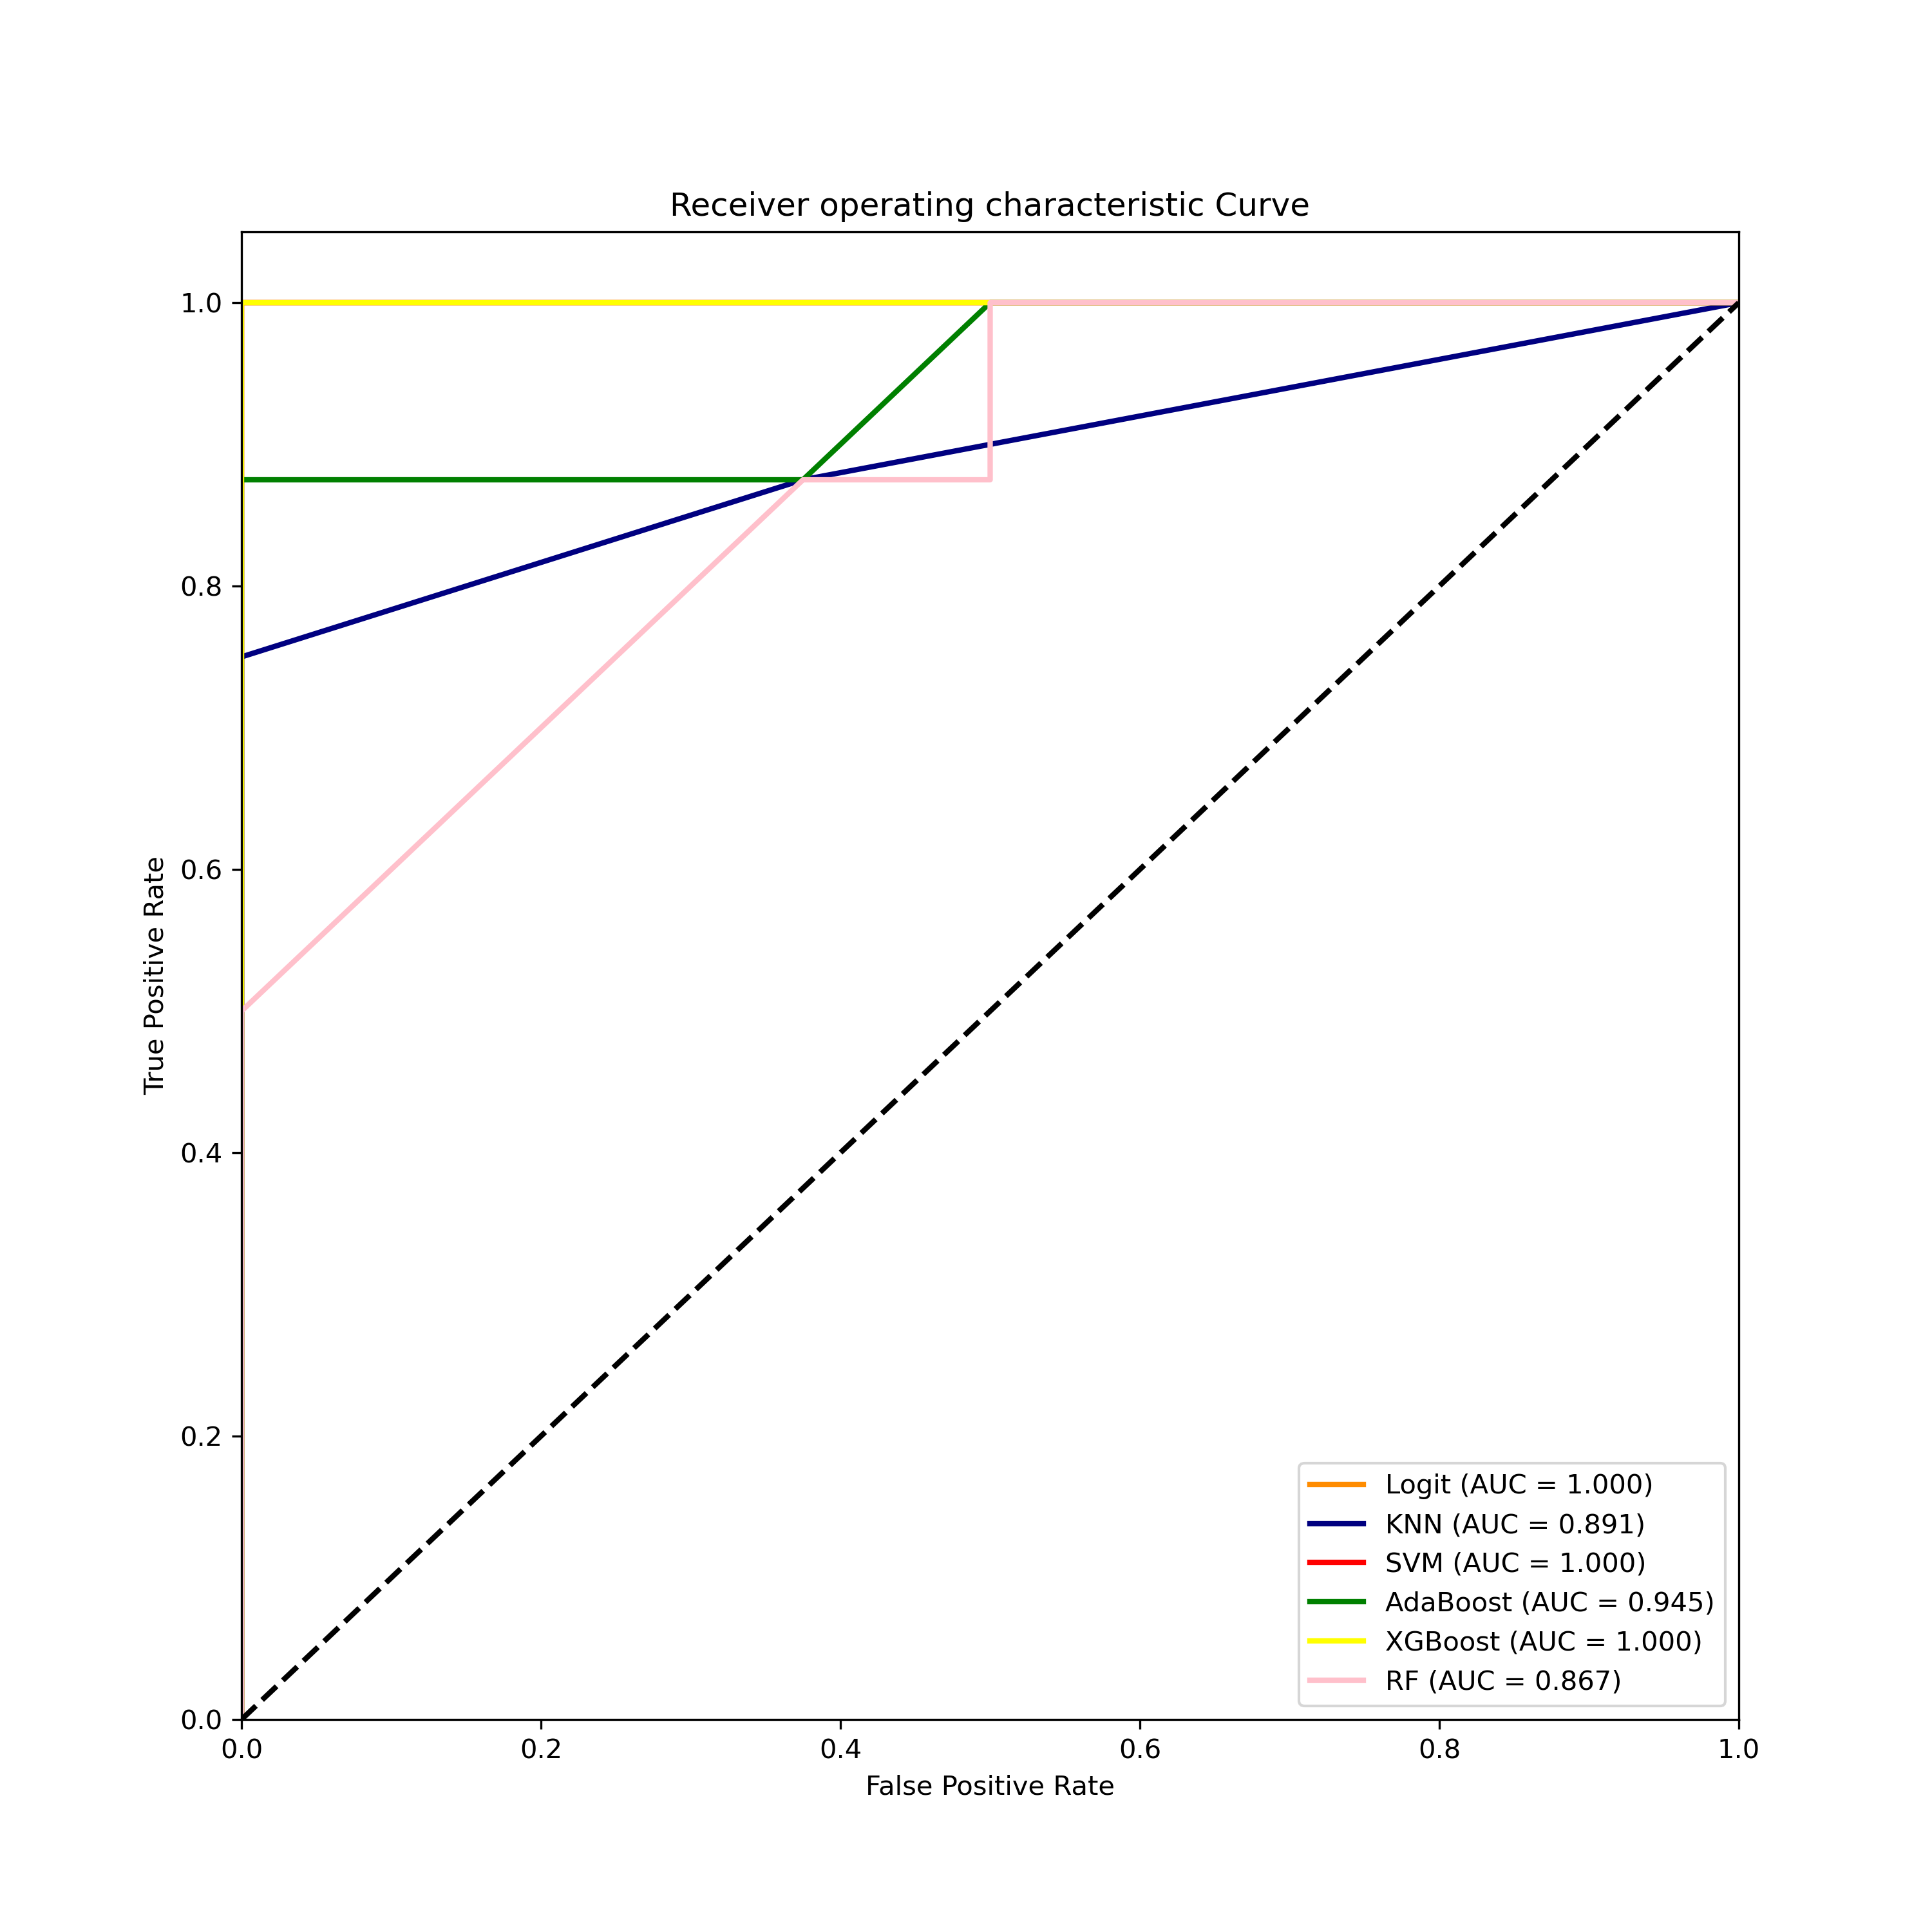 Receiver operating characteristic Curve
1.0
0.8
0.6
0.4
0.2
0.0
True Positive Rate
0.0 0.2 0.4 0.6 0.8 1.0
False Positive Rate
Logit (AUC = 1.000)
KNN (AUC = 0.891)
SVM (AUC = 1.000)
AdaBoost (AUC = 0.945)
XGBoost (AUC = 1.000)
RF (AUC = 0.867)